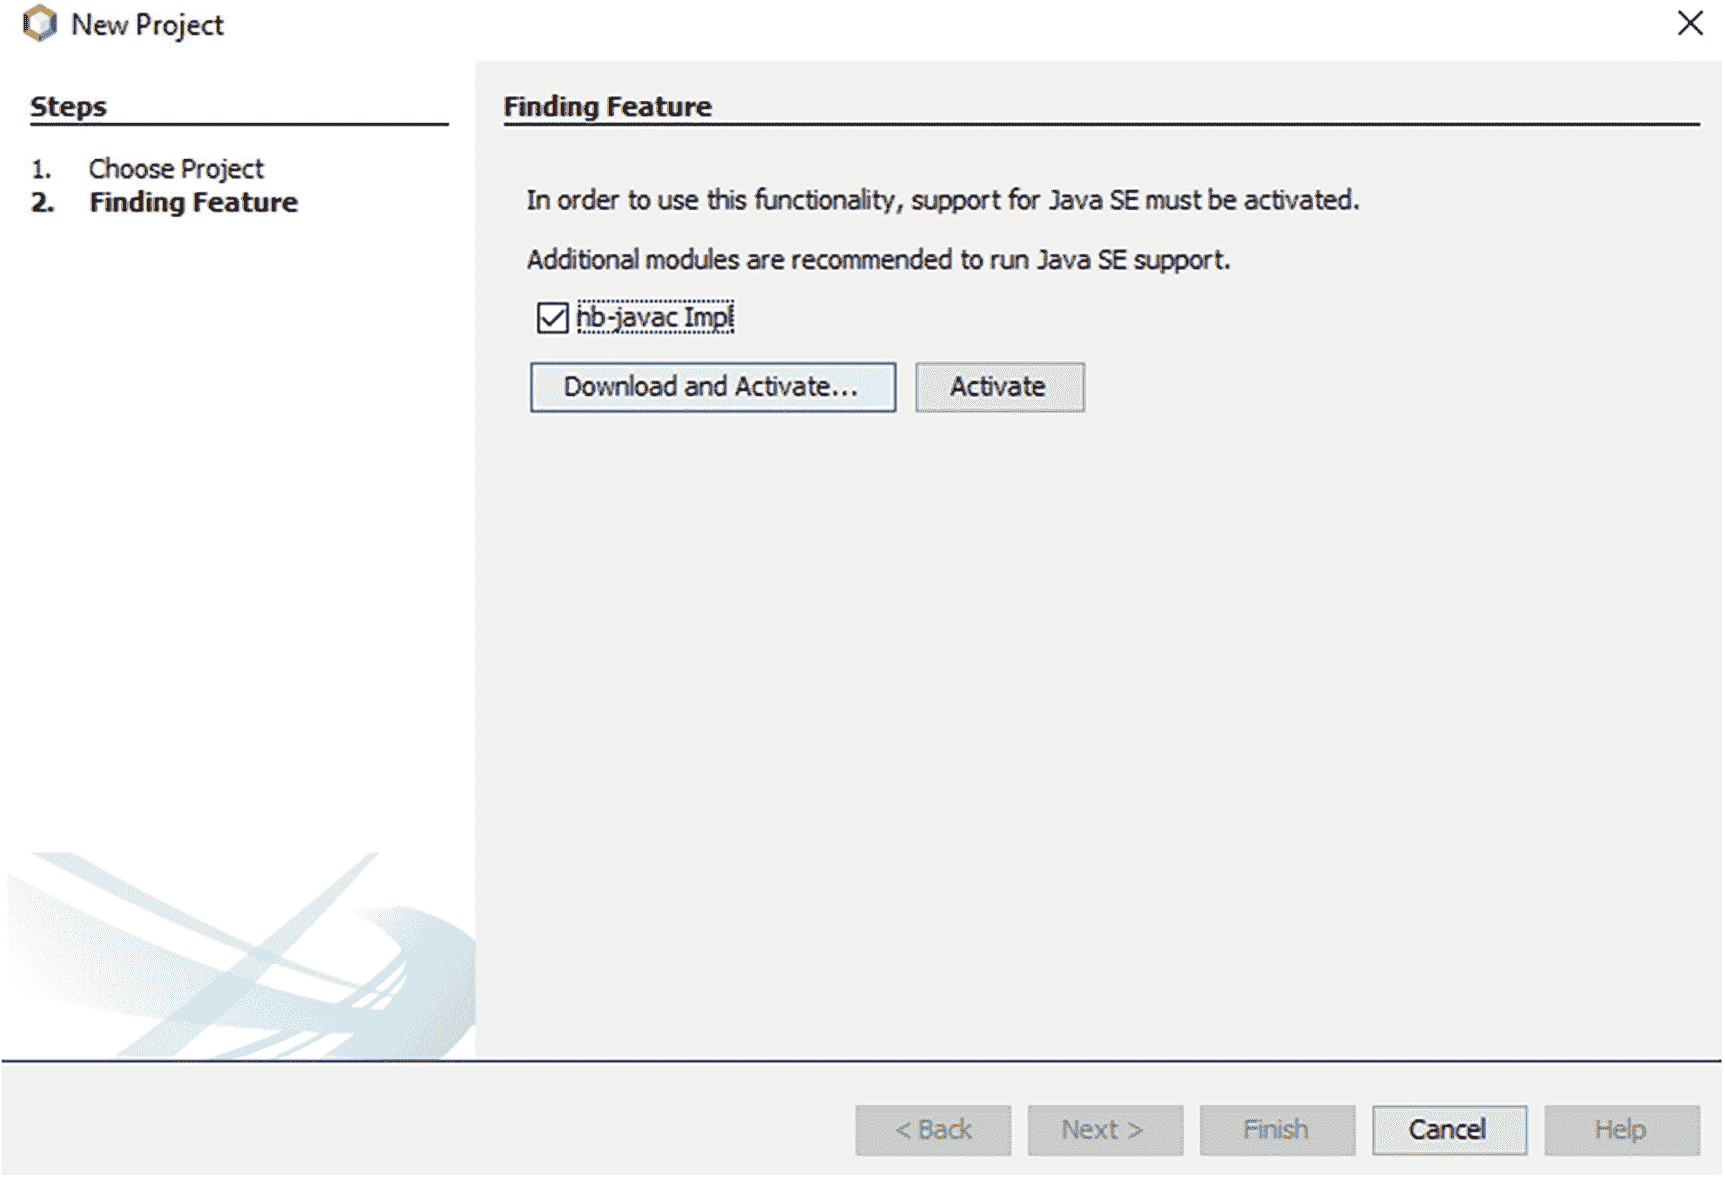 New Project
Steps
1. Choose Project
2. Finding Feature
Finding Feature
In order to use this functionality, support for Java SE must be activated.
Additional modules are recommended to run Java SE support.
hb-javac Impl
Download and Activate...
Activate
< Back
Next >
Finish
Cancel
Help